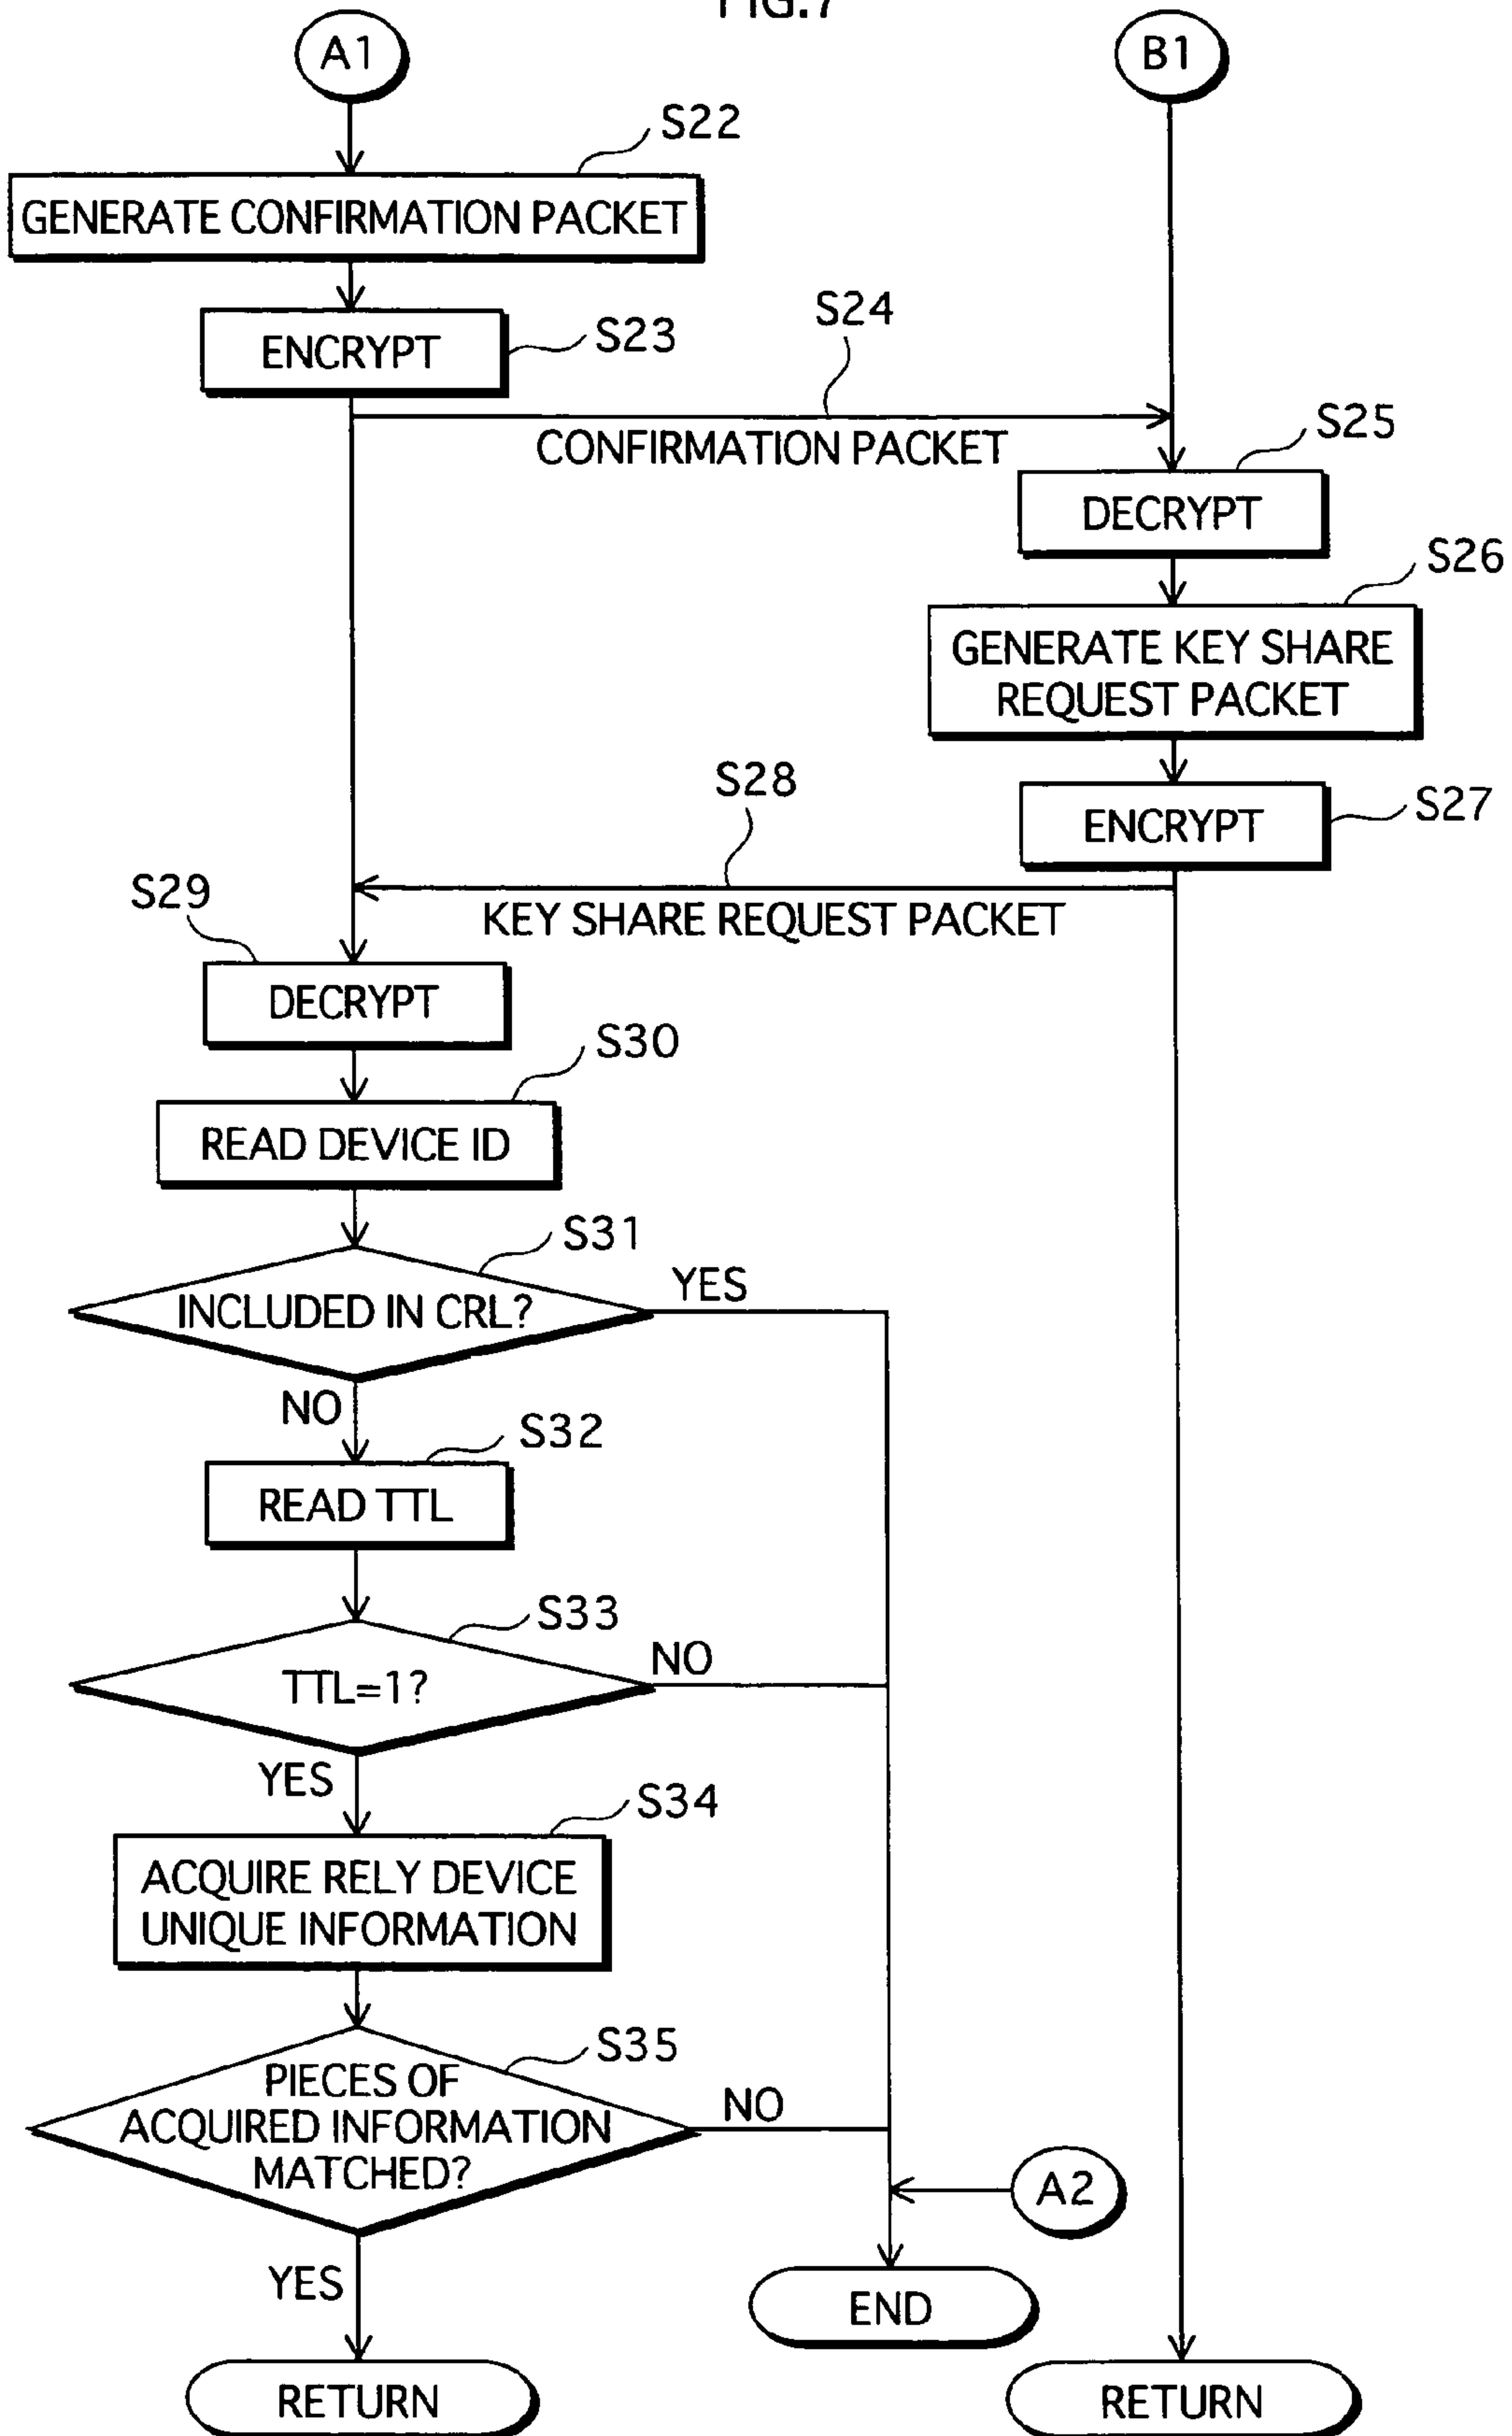 FIG.7
A1
B1
S22
GENERATE CONFIRMATION PACKET
S23
ENCRYPT
S24
CONFIRMATION PACKET
S25
DECRYPT
S26
GENERATE KEY SHARE
REQUEST PACKET
S27
ENCRYPT
S28
KEY SHARE REQUEST PACKET
S29
DECRYPT
S30
READ DEVICE ID
S31
INCLUDED IN CRL?
YES
NO
S32
READ TTL
S33
TTL=1?
NO
YES
S34
ACQUIRE RELY DEVICE
UNIQUE INFORMATION
S35
PIECES OF
ACQUIRED INFORMATION
MATCHED?
NO
A2
YES
END
RETURN
RETURN